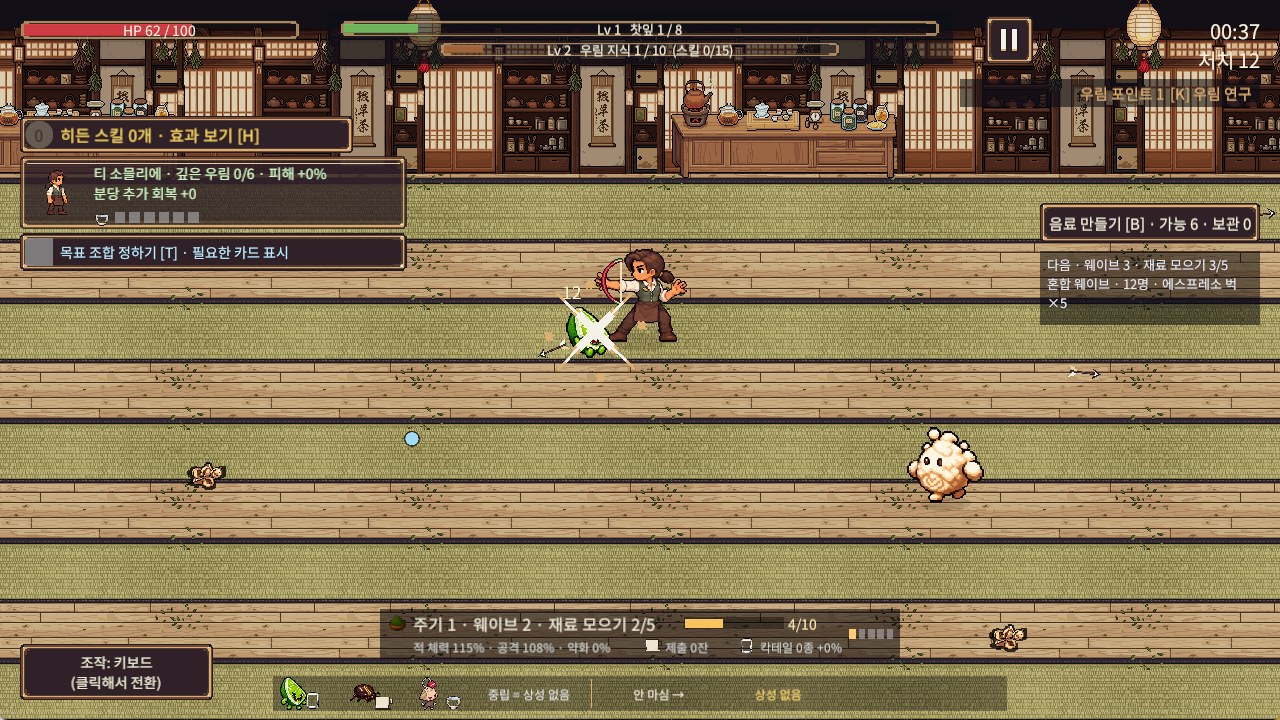 HP 62 / 100
Lv 1 찻잎 1 / 8
Lv 2 우림 지식 1 / 10 (스킬 0/15)
00:37
저지 12
우림 포인트 1 [K] 우림 연구
0
히든 스킬 0개 · 효과 보기 [H]
티 소믈리에 · 깊은 우림 0/6 · 피해 +0%
분당 추가 회복 +0
목표 조합 정하기 [T] · 필요한 카드 표시
음료 만들기 [B] · 가능 6 · 보관 0
다음 · 웨이브 3 · 재료 모으기 3/5
혼합 웨이브 · 12명 · 에스프레소 벅
×5
12
주기 1 · 웨이브 2 · 재료 모으기 2/5
4/10
적 체력 115% · 공격 108% · 약화 0%
제출 0잔
칵테일 0종 +0%
조작: 키보드
(클릭해서 전환)
중립 = 상성 없음
안 마심 →
상성 없음